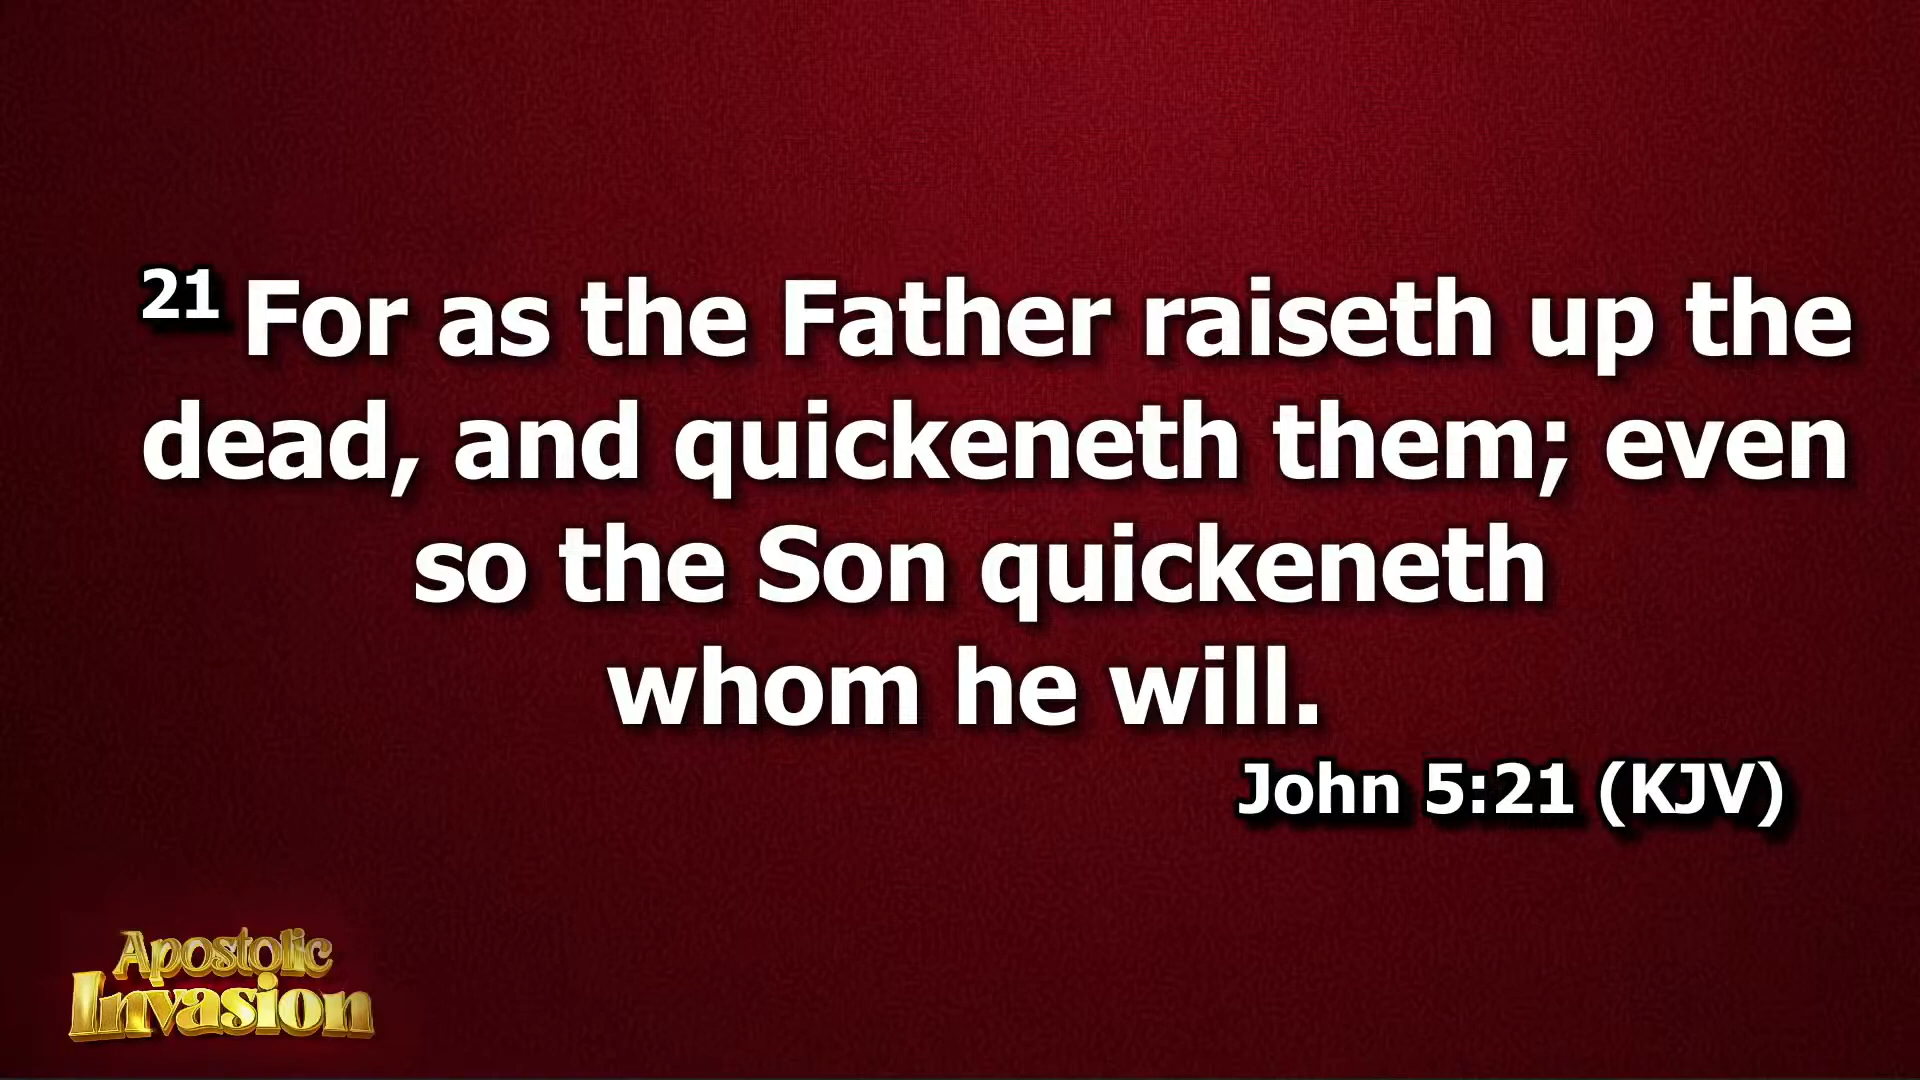 21 For as the Father raiseth up the
dead, and quickeneth them; even
so the Son quickeneth
whom he will.
John 5:21 (KJV)
Apostolic
Invasion